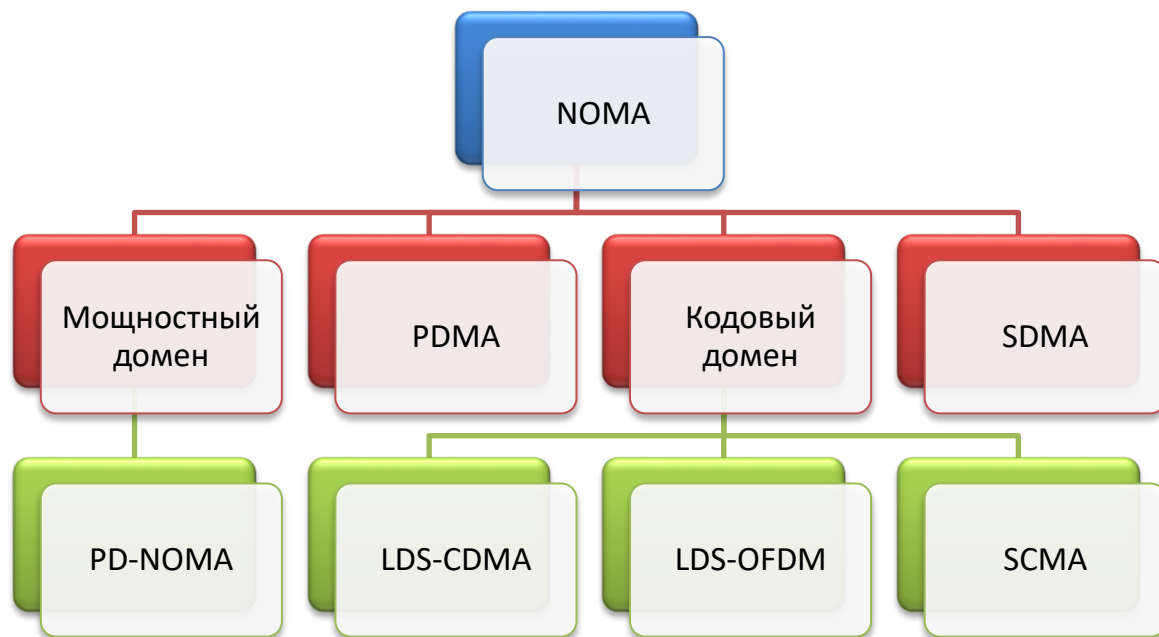 NOMA
Мощностный
домен
PDMA
Кодовый
домен
SDMA
PD-NOMA
LDS-CDMA
LDS-OFDM
SCMA